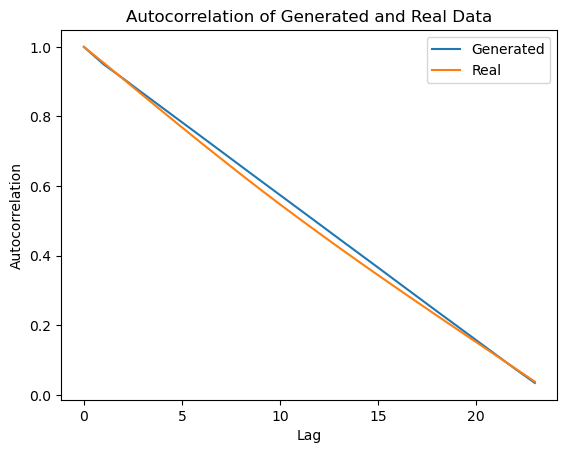 Autocorrelation of Generated and Real Data
Generated
Real
1.0
0.8
0.6
0.4
0.2
0.0
Autocorrelation
0
5
10
15
20
Lag